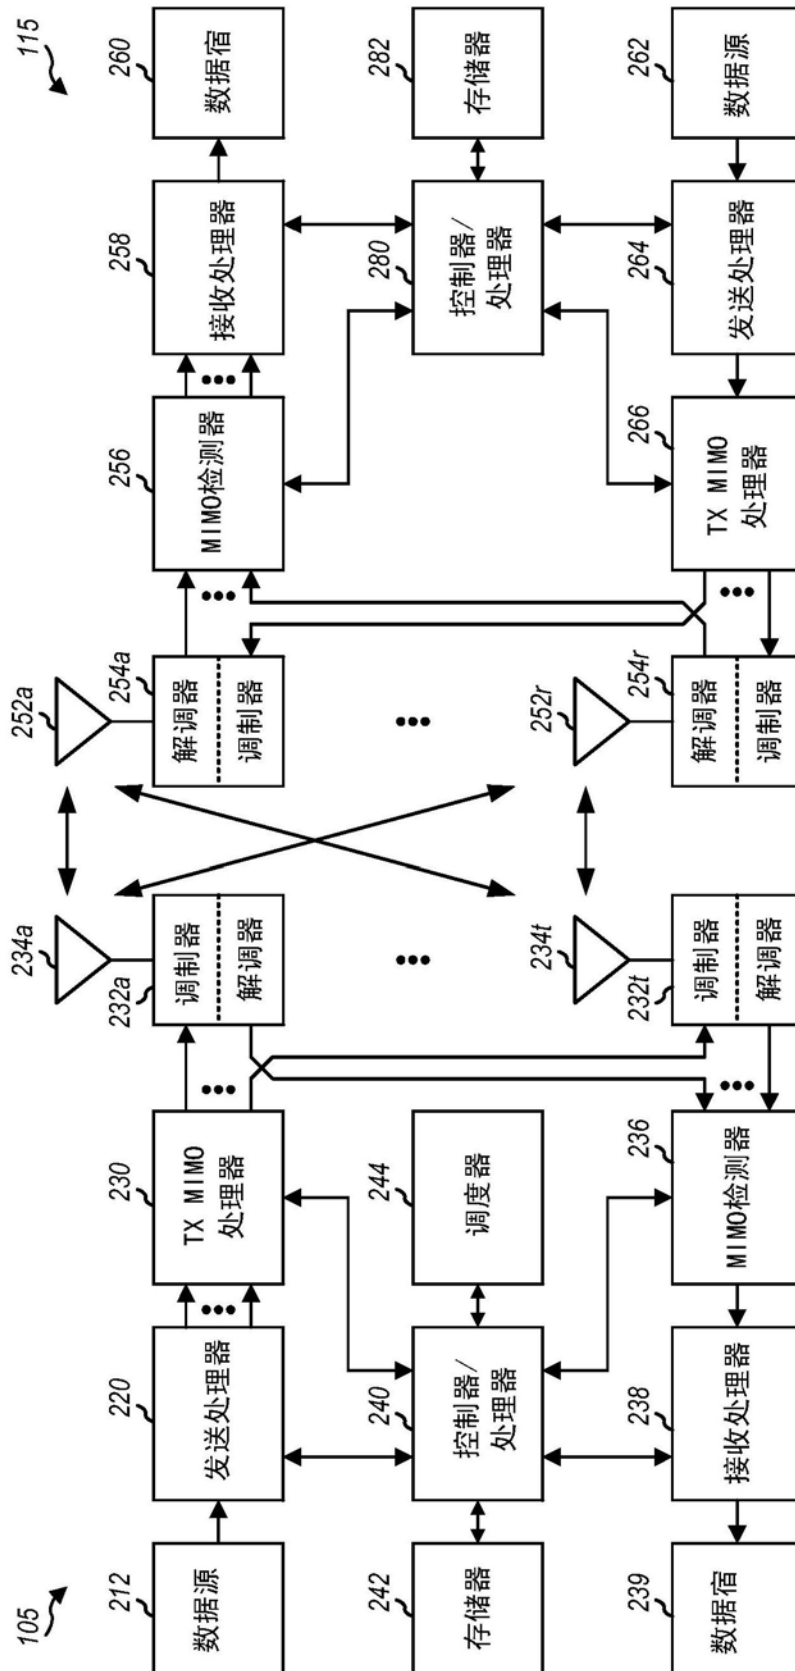 105
115
234a
252a
212
220
230
232a
254a
256
258
260
数据源
发送处理器
TX MIMO
处理器
调制器
解调器
解调器
调制器
MIMO检测器
接收处理器
数据宿
242
240
244
280
282
存储器
控制器/
处理器
调度器
控制器/
处理器
存储器
234t
252r
239
238
236
232t
254r
266
264
262
数据宿
接收处理器
MIMO检测器
调制器
解调器
解调器
调制器
TX MIMO
处理器
发送处理器
数据源